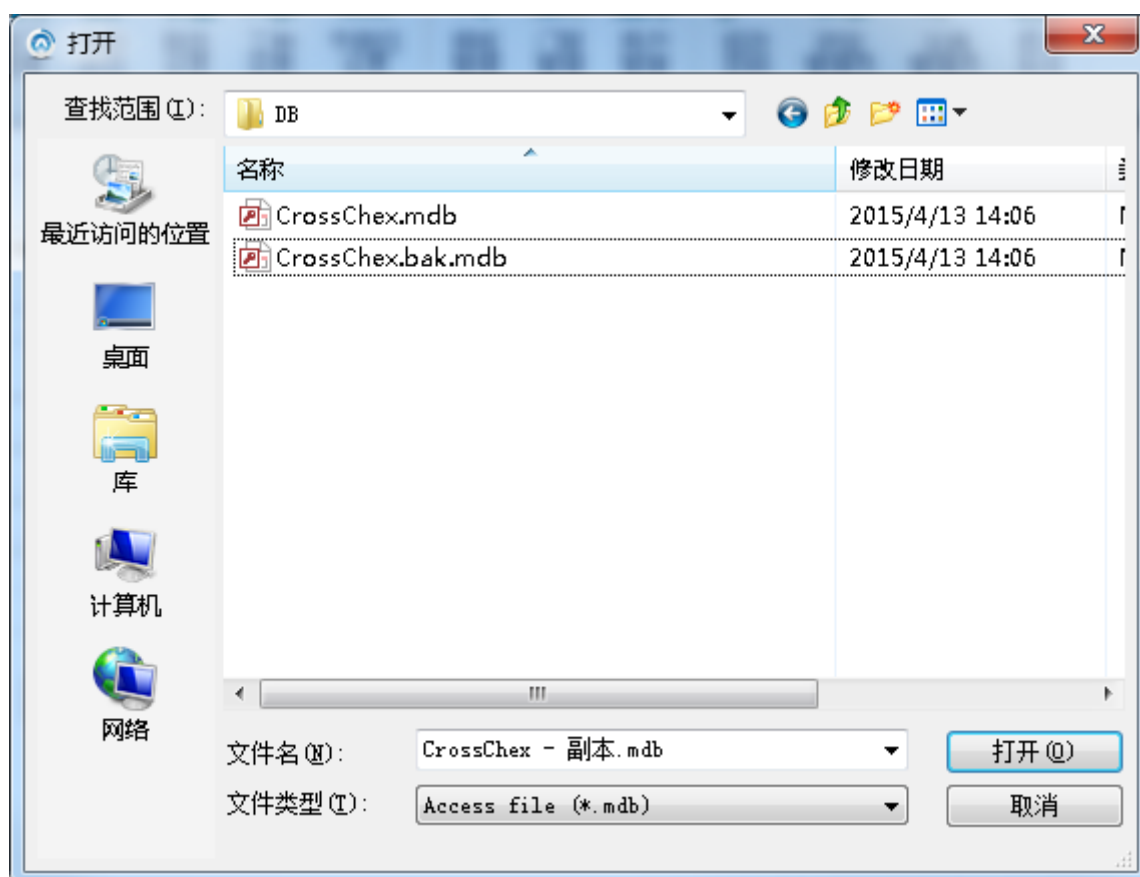 打开
查找范围(I):
DB
名称
修改日期
CrossChex.mdb
2015/4/13 14:06
CrossChex.bak.mdb
2015/4/13 14:06
最近访问的位置
桌面
库
计算机
网络
文件名(N):
CrossChex - 副本.mdb
打开(O)
文件类型(T):
Access file (*.mdb)
取消